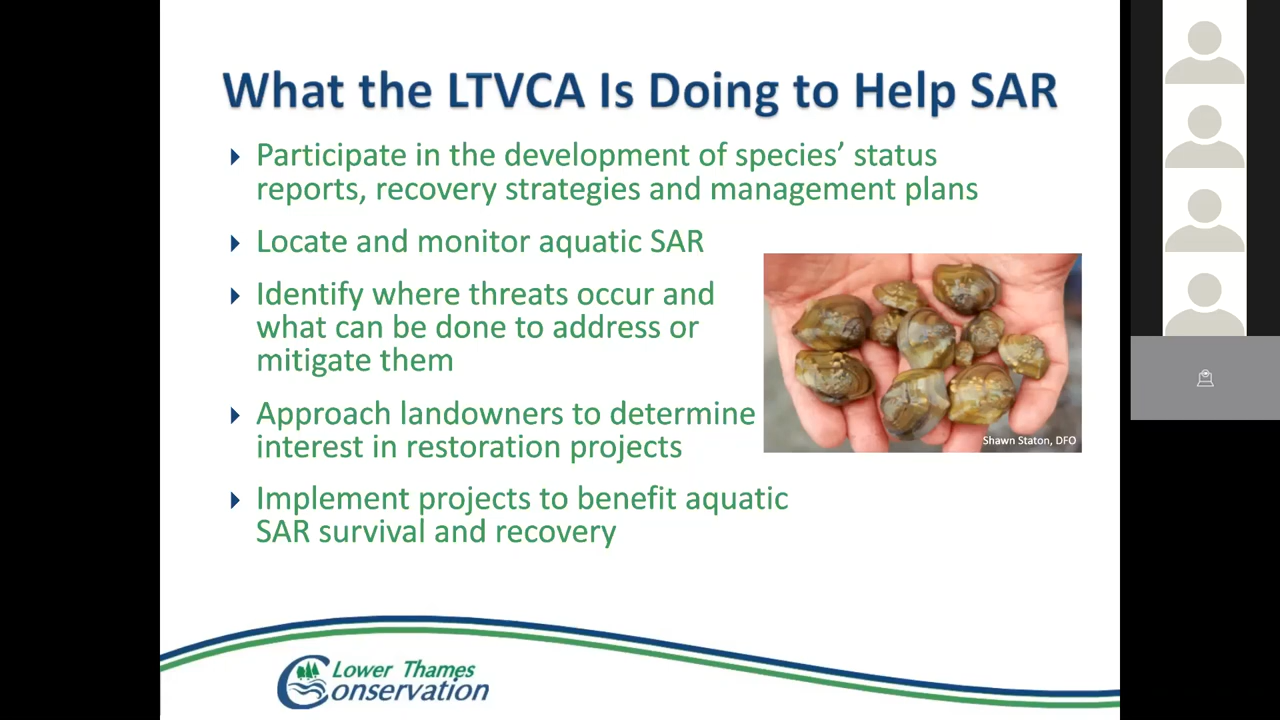 What the LTVCA Is Doing to Help SAR
Participate in the development of species’ status
reports, recovery strategies and management plans
Locate and monitor aquatic SAR
Identify where threats occur and
what can be done to address or
mitigate them
Approach landowners to determine
interest in restoration projects
Shawn Staton, DFO
Implement projects to benefit aquatic
SAR survival and recovery
Lower Thames
Conservation